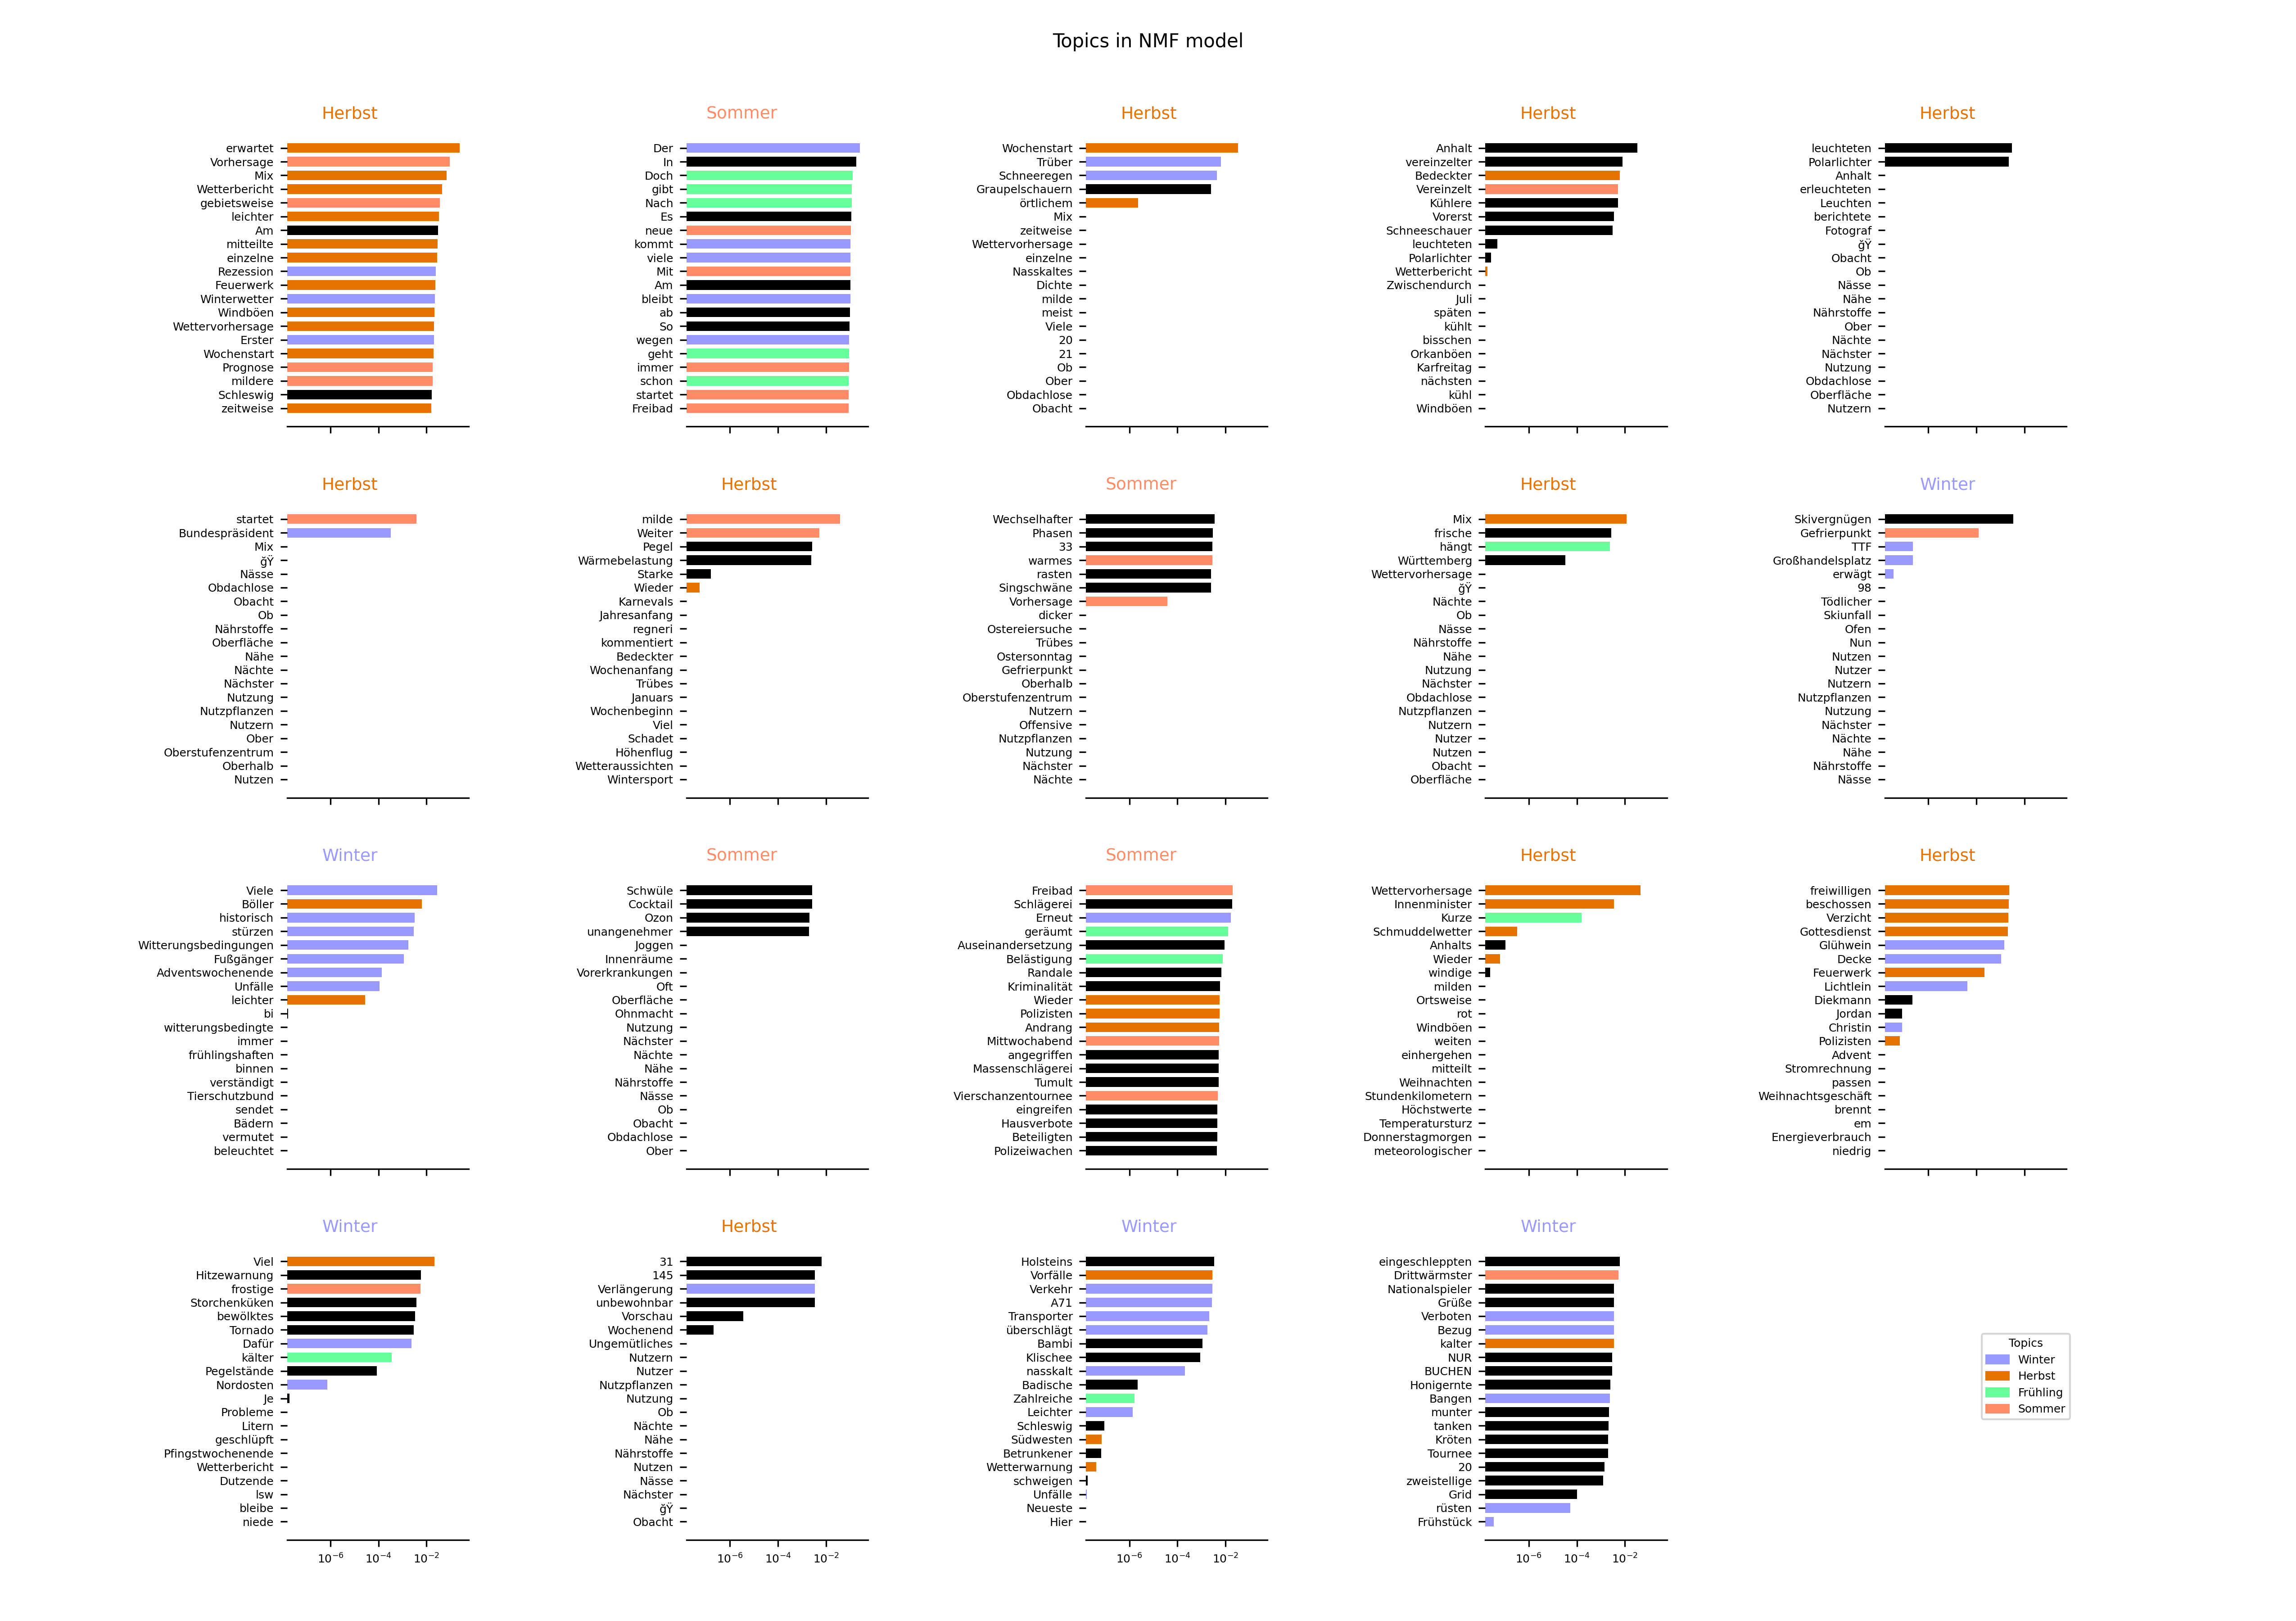 Topics in NMF model
Herbst
erwartet
Vorhersage
Mix
Wetterbericht
gebietsweise
leichter
Am
mitteilte
einzelne
Rezession
Feuerwerk
Winterwetter
Windböen
Wettervorhersage
Erster
Wochenstart
Prognose
mildere
Schleswig
zeitweise
Sommer
Der
In
Doch
gibt
Nach
Es
neue
kommt
viele
Mit
Am
bleibt
ab
So
wegen
geht
immer
schon
startet
Freibad
Herbst
Wochenstart
Trüber
Schneeregen
Graupelschauern
örtlichem
Mix
zeitweise
Wettervorhersage
einzelne
Nasskaltes
Dichte
milde
meist
Viele
20
21
Ob
Ober
Obdachlose
Obacht
Herbst
Anhalt
vereinzelter
Bedeckter
Vereinzelt
Kühlere
Vorerst
Schneeschauer
leuchteten
Polarlichter
Wetterbericht
Zwischendurch
Juli
späten
kühlt
bisschen
Orkanböen
Karfreitag
nächsten
kühl
Windböen
Herbst
leuchteten
Polarlichter
Anhalt
erleuchteten
Leuchten
berichtete
Fotograf
ğŸ
Obacht
Ob
Nässe
Nähe
Nährstoffe
Ober
Nächte
Nächster
Nutzung
Obdachlose
Oberfläche
Nutzern
Herbst
startet
Bundespräsident
Mix
ğŸ
Nässe
Obdachlose
Obacht
Ob
Nährstoffe
Oberfläche
Nähe
Nächte
Nächster
Nutzung
Nutzpflanzen
Nutzern
Ober
Oberstufenzentrum
Oberhalb
Nutzen
Herbst
milde
Weiter
Pegel
Wärmebelastung
Starke
Wieder
Karnevals
Jahresanfang
regneri
kommentiert
Bedeckter
Wochenanfang
Trübes
Januars
Wochenbeginn
Viel
Schadet
Höhenflug
Wetteraussichten
Wintersport
Sommer
Wechselhafter
Phasen
33
warmes
rasten
Singschwäne
Vorhersage
dicker
Ostereiersuche
Trübes
Ostersonntag
Gefrierpunkt
Oberhalb
Oberstufenzentrum
Nutzern
Offensive
Nutzpflanzen
Nutzung
Nächster
Nächte
Herbst
Mix
frische
hängt
Württemberg
Wettervorhersage
ğŸ
Nächte
Ob
Nässe
Nährstoffe
Nähe
Nutzung
Nächster
Obdachlose
Nutzpflanzen
Nutzern
Nutzer
Nutzen
Obacht
Oberfläche
Winter
Skivergnügen
Gefrierpunkt
TTF
Großhandelsplatz
erwägt
98
Tödlicher
Skiunfall
Ofen
Nun
Nutzen
Nutzer
Nutzern
Nutzpflanzen
Nutzung
Nächster
Nächte
Nähe
Nährstoffe
Nässe
Winter
Viele
Böller
historisch
stürzen
Witterungsbedingungen
Fußgänger
Adventswochenende
Unfälle
leichter
bi
witterungsbedingte
immer
frühlingshaften
binnen
verständigt
Tierschutzbund
sendet
Bädern
vermutet
beleuchtet
Sommer
Schwüle
Cocktail
Ozon
unangenehmer
Joggen
Innenräume
Vorerkrankungen
Oft
Oberfläche
Ohnmacht
Nutzung
Nächster
Nächte
Nähe
Nährstoffe
Nässe
Ob
Obacht
Obdachlose
Ober
Sommer
Freibad
Schlägerei
Erneut
geräumt
Auseinandersetzung
Belästigung
Randale
Kriminalität
Wieder
Polizisten
Andrang
Mittwochabend
angegriffen
Massenschlägerei
Tumult
Vierschanzentournee
eingreifen
Hausverbote
Beteiligten
Polizeiwachen
Herbst
Wettervorhersage
Innenminister
Kurze
Schmuddelwetter
Anhalts
Wieder
windige
milden
Ortsweise
rot
Windböen
weiten
einhergehen
mitteilt
Weihnachten
Stundenkilometern
Höchstwerte
Temperatursturz
Donnerstagmorgen
meteorologischer
Herbst
freiwilligen
beschossen
Verzicht
Gottesdienst
Glühwein
Decke
Feuerwerk
Lichtlein
Diekmann
Jordan
Christin
Polizisten
Advent
Stromrechnung
passen
Weihnachtsgeschäft
brennt
em
Energieverbrauch
niedrig
Winter
Viel
Hitzewarnung
frostige
Storchenküken
bewölktes
Tornado
Dafür
kälter
Pegelstände
Nordosten
Je
Probleme
Litern
geschlüpft
Pfingstwochenende
Wetterbericht
Dutzende
lsw
bleibe
niede
10⁻⁶ 10⁻⁴ 10⁻²
Herbst
31
145
Verlängerung
unbewohnbar
Vorschau
Wochenend
Ungemütliches
Nutzern
Nutzer
Nutzpflanzen
Nutzung
Ob
Nächte
Nähe
Nährstoffe
Nutzen
Nässe
Nächster
ğŸ
Obacht
10⁻⁶ 10⁻⁴ 10⁻²
Winter
Holsteins
Vorfälle
Verkehr
A71
Transporter
überschlägt
Bambi
Klischee
nasskalt
Badische
Zahlreiche
Leichter
Schleswig
Südwesten
Betrunkener
Wetterwarnung
schweigen
Unfälle
Neueste
Hier
10⁻⁶ 10⁻⁴ 10⁻²
Winter
eingeschleppten
Drittwärmster
Nationalspieler
Grüße
Verboten
Bezug
kalter
NUR
BUCHEN
Honigernte
Bangen
munter
tanken
Kröten
Tournee
20
zweistellige
Grid
rüsten
Frühstück
10⁻⁶ 10⁻⁴ 10⁻²
Topics
Winter
Herbst
Frühling
Sommer